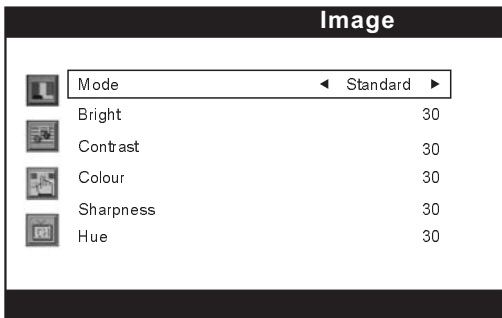 Image
Mode ◄ Standard ►
Bright 30
Contrast 30
Colour 30
Sharpness 30
Hue 30